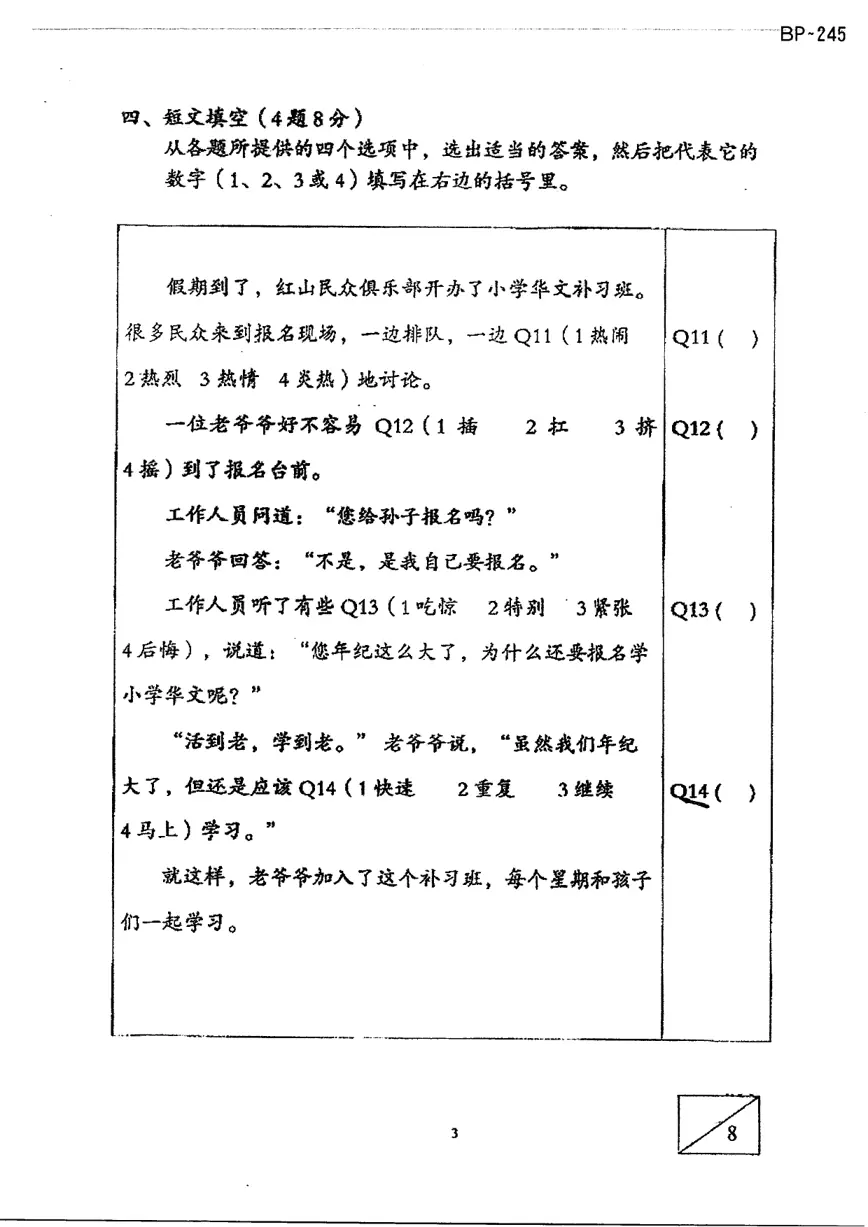 BP-245
四、短文填空（4题8分）
从各题所提供的四个选项中，选出适当的答案，然后把代表它的
数字（1、2、3或4）填写在右边的括号里。
假期到了，红山民众俱乐部开办了小学华文补习班。
很多民众来到报名现场，一边排队，一边 Q11（1热闹 Q11 (   )
2热烈 3热情 4炎热）地讨论。
一位老爷爷好不容易 Q12（1 插 2 扛 3 挤 Q12 (   )
4摇）到了报名台前。
工作人员问道：“您给孙子报名吗？”
老爷爷回答：“不是，是我自己要报名。”
工作人员听了有些 Q13（1吃惊 2特别 3紧张 Q13 (   )
4后悔），说道：“您年纪这么大了，为什么还要报名学
小学华文呢？”
“活到老，学到老。”老爷爷说，“虽然我们年纪
大了，但还是应该 Q14（1快速 2重复 3继续 Q14 (   )
4马上）学习。”
就这样，老爷爷加入了这个补习班，每个星期和孩子
们一起学习。
3
8